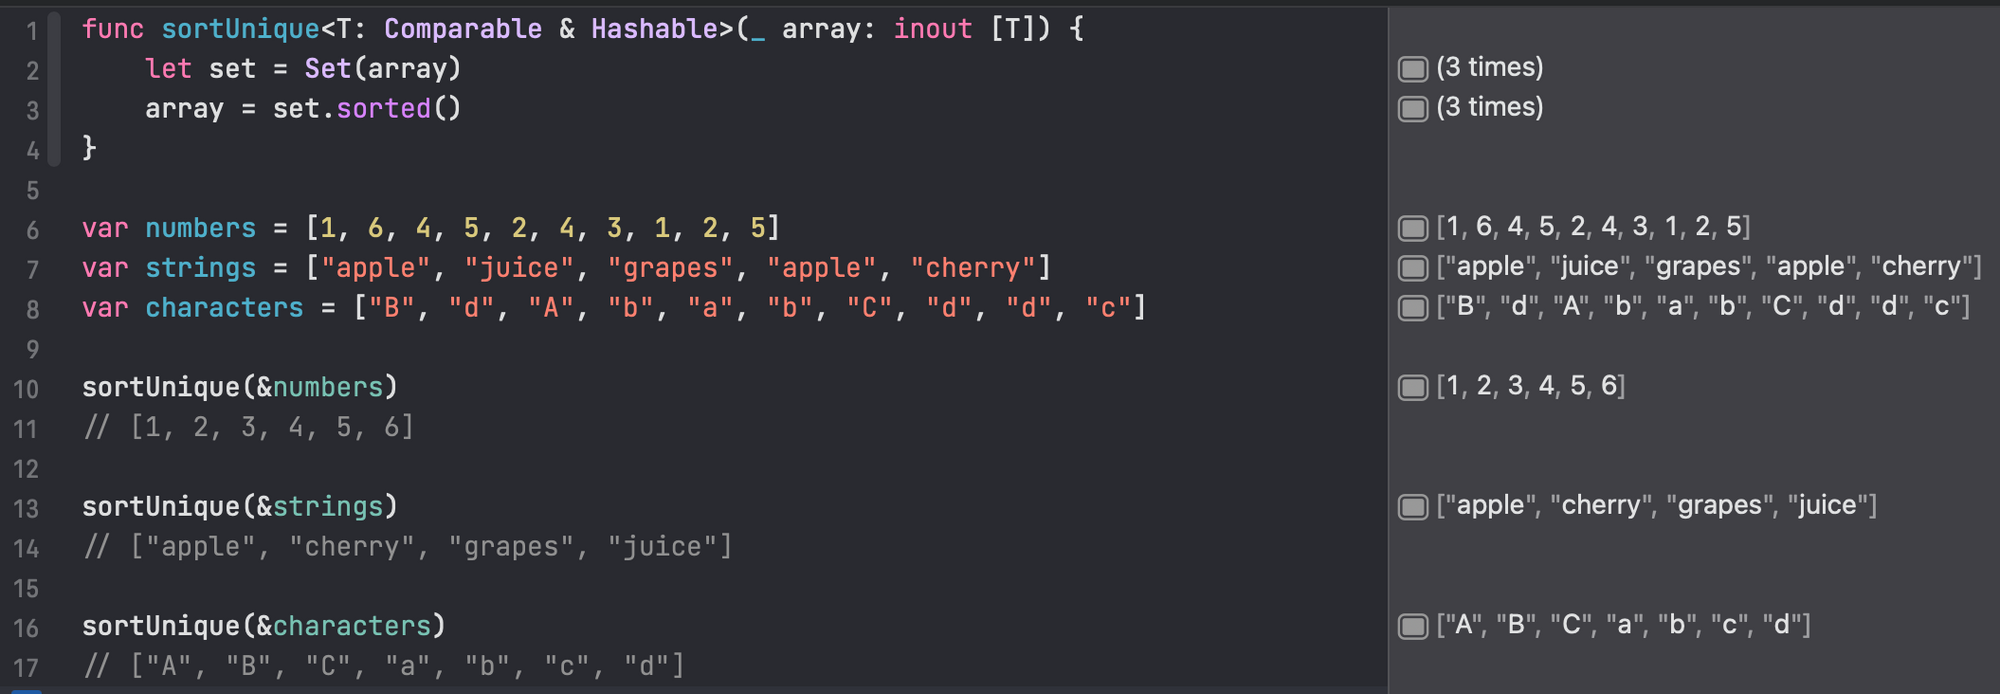 1 func sortUnique<T: Comparable & Hashable>(_ array: inout [T]) {
2     let set = Set(array) (3 times)
3     array = set.sorted() (3 times)
4 }
5
6 var numbers = [1, 6, 4, 5, 2, 4, 3, 1, 2, 5] [1, 6, 4, 5, 2, 4, 3, 1, 2, 5]
7 var strings = ["apple", "juice", "grapes", "apple", "cherry"] ["apple", "juice", "grapes", "apple", "cherry"]
8 var characters = ["B", "d", "A", "b", "a", "b", "C", "d", "d", "c"] ["B", "d", "A", "b", "a", "b", "C", "d", "d", "c"]
9
10 sortUnique(&numbers) [1, 2, 3, 4, 5, 6]
11 // [1, 2, 3, 4, 5, 6]
12
13 sortUnique(&strings) ["apple", "cherry", "grapes", "juice"]
14 // ["apple", "cherry", "grapes", "juice"]
15
16 sortUnique(&characters) ["A", "B", "C", "a", "b", "c", "d"]
17 // ["A", "B", "C", "a", "b", "c", "d"]